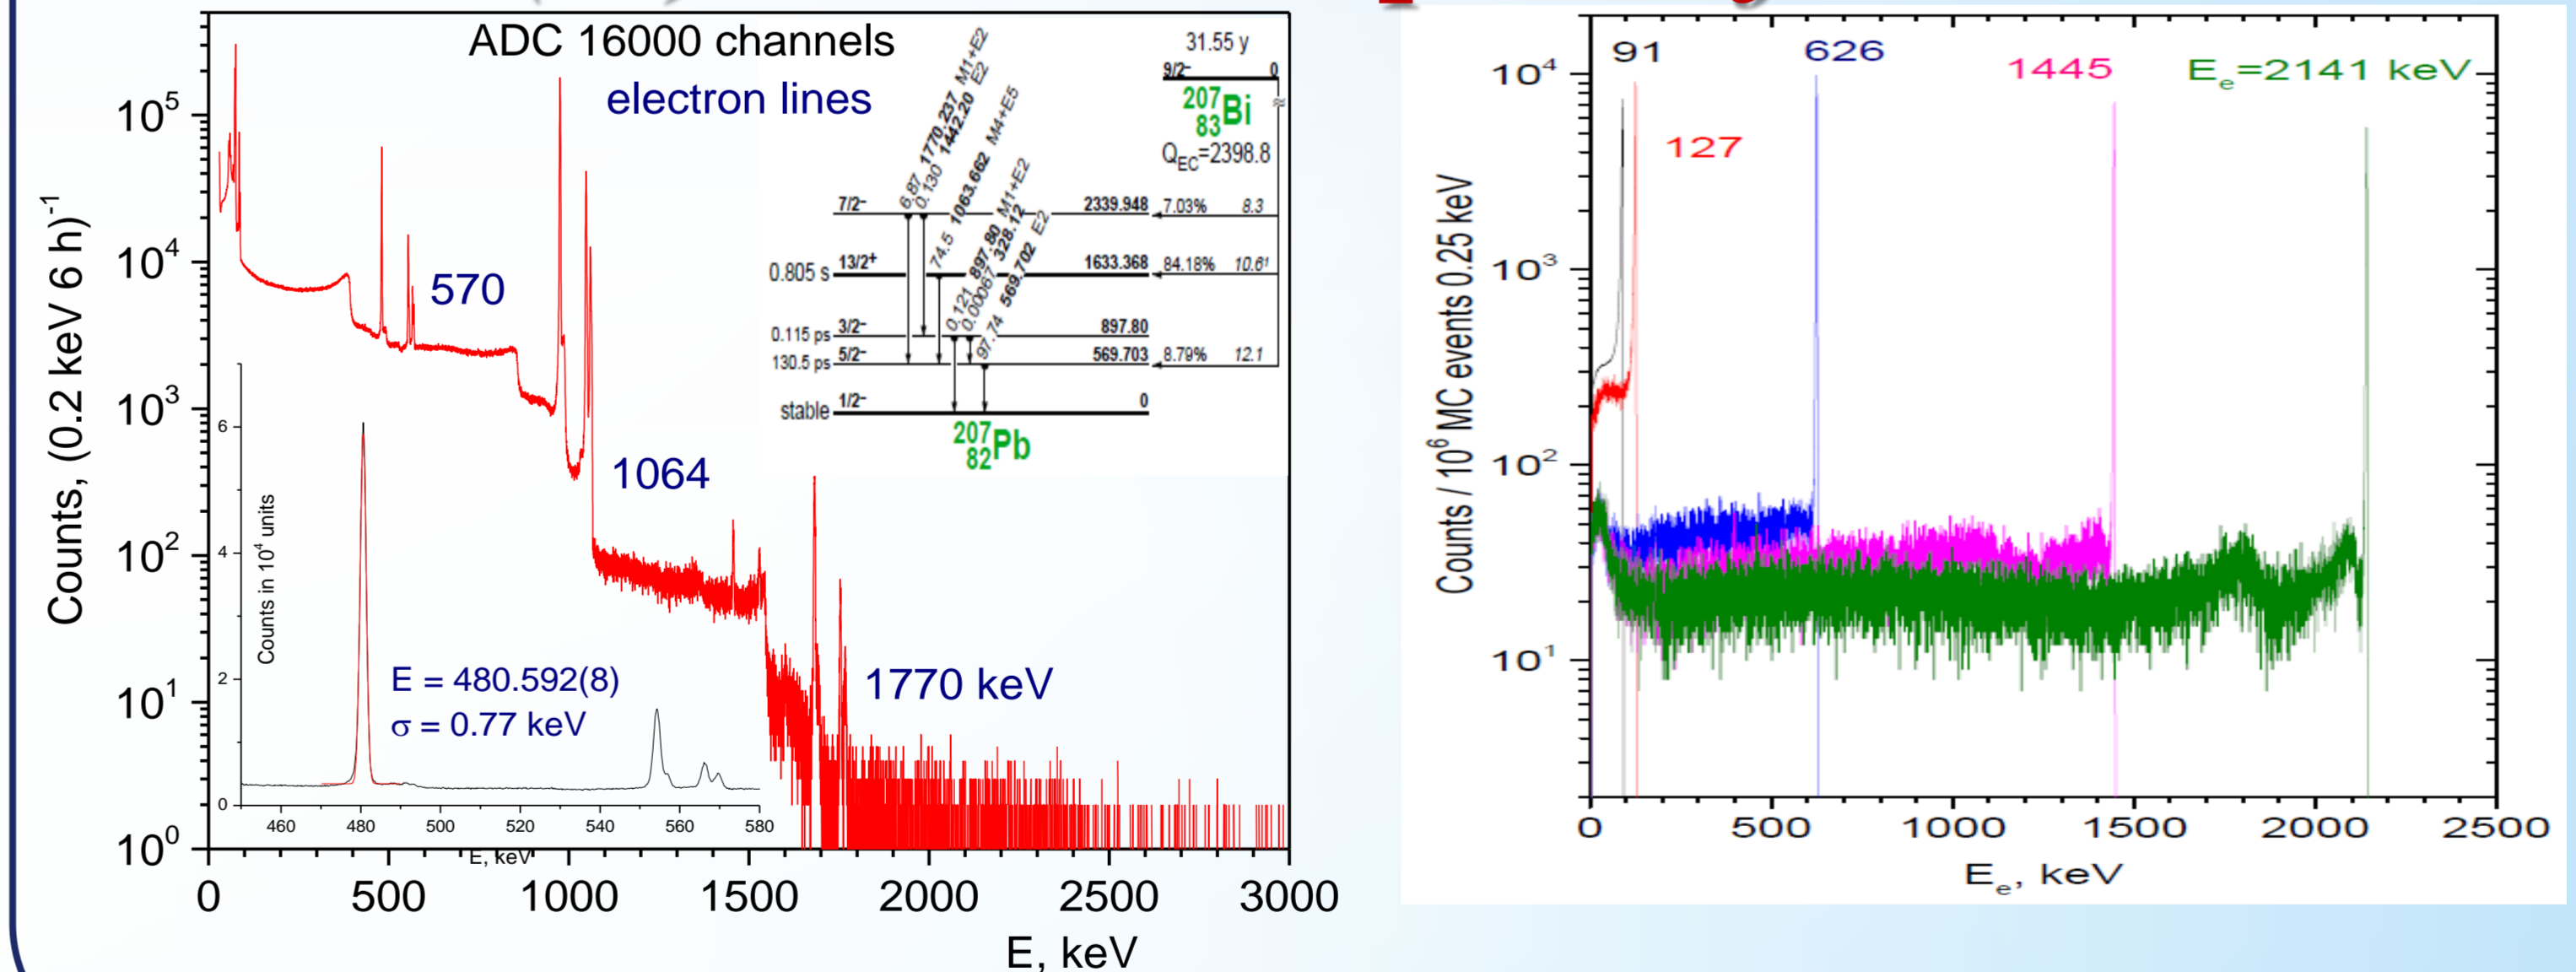 ADC 16000 channels
electron lines
Counts, (0.2 keV 6 h)⁻¹
10⁵
10⁴
10³
10²
10¹
10⁰
0 500 1000 1500 2000 2500 3000
E, keV
570
1064
1770 keV
Counts in 10⁴ units
6
4
2
0
460 480 500 520 540 560 580
E, keV
E = 480.592(8)
σ = 0.77 keV
31.55 y
9/2⁻ 0
²⁰⁷₈₃Bi
Q_EC=2398.8
6.87 1770.237 M1+E2
0.130 1442.20 E2
74.5 1063.662 M4+E5
0.121 897.80 M1+E2
0.00067 328.12
97.74 569.702 E2
7/2⁻ 2339.948 7.03% 8.3
0.805 s 13/2⁺ 1633.368 84.18% 10.6¹
0.115 ps 3/2⁻ 897.80
130.5 ps 5/2⁻ 569.703 8.79% 12.1
stable 1/2⁻ 0
²⁰⁷₈₂Pb
91
626
1445
E_e=2141 keV
127
Counts / 10⁶ MC events 0.25 keV
10⁴
10³
10²
10¹
0 500 1000 1500 2000 2500
E_e, keV